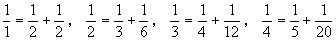 1/1 = 1/2 + 1/2 , 1/2 = 1/3 + 1/6 , 1/3 = 1/4 + 1/12 , 1/4 = 1/5 + 1/20